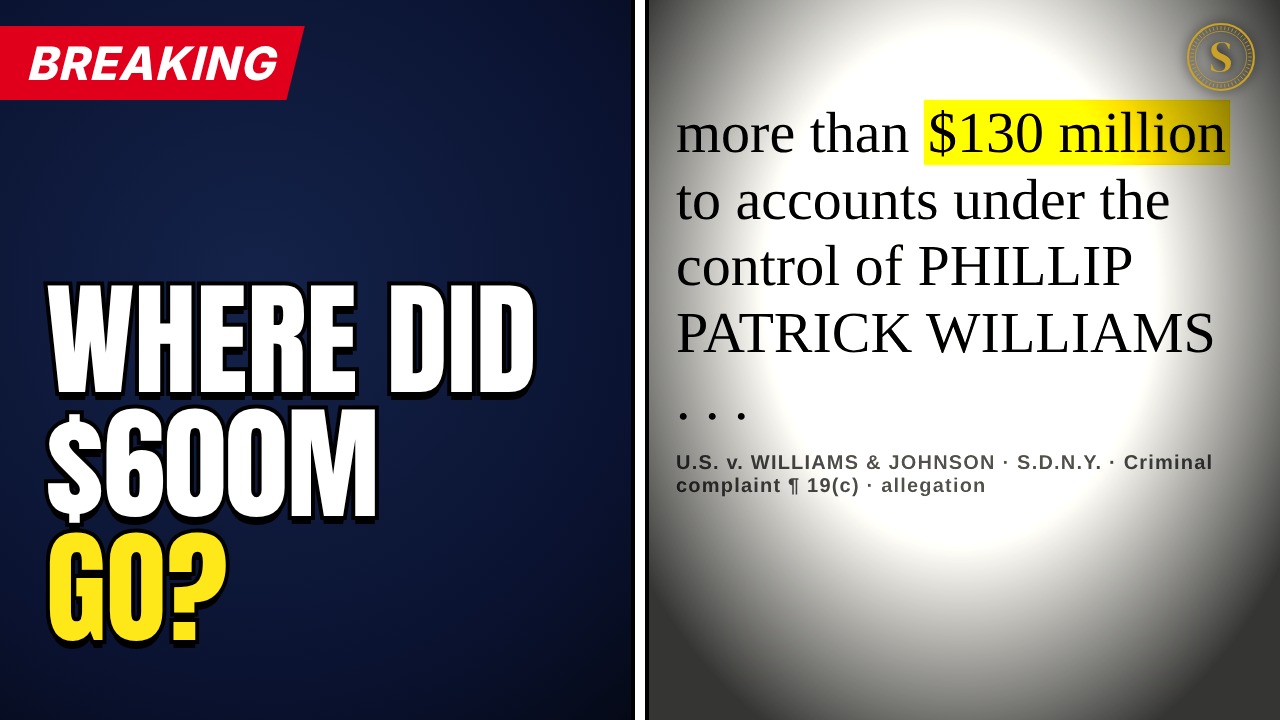 BREAKING
WHERE DID
$600M
GO?
S
more than $130 million
to accounts under the
control of PHILLIP
PATRICK WILLIAMS
. . .
U.S. v. WILLIAMS & JOHNSON · S.D.N.Y. · Criminal
complaint ¶ 19(c) · allegation